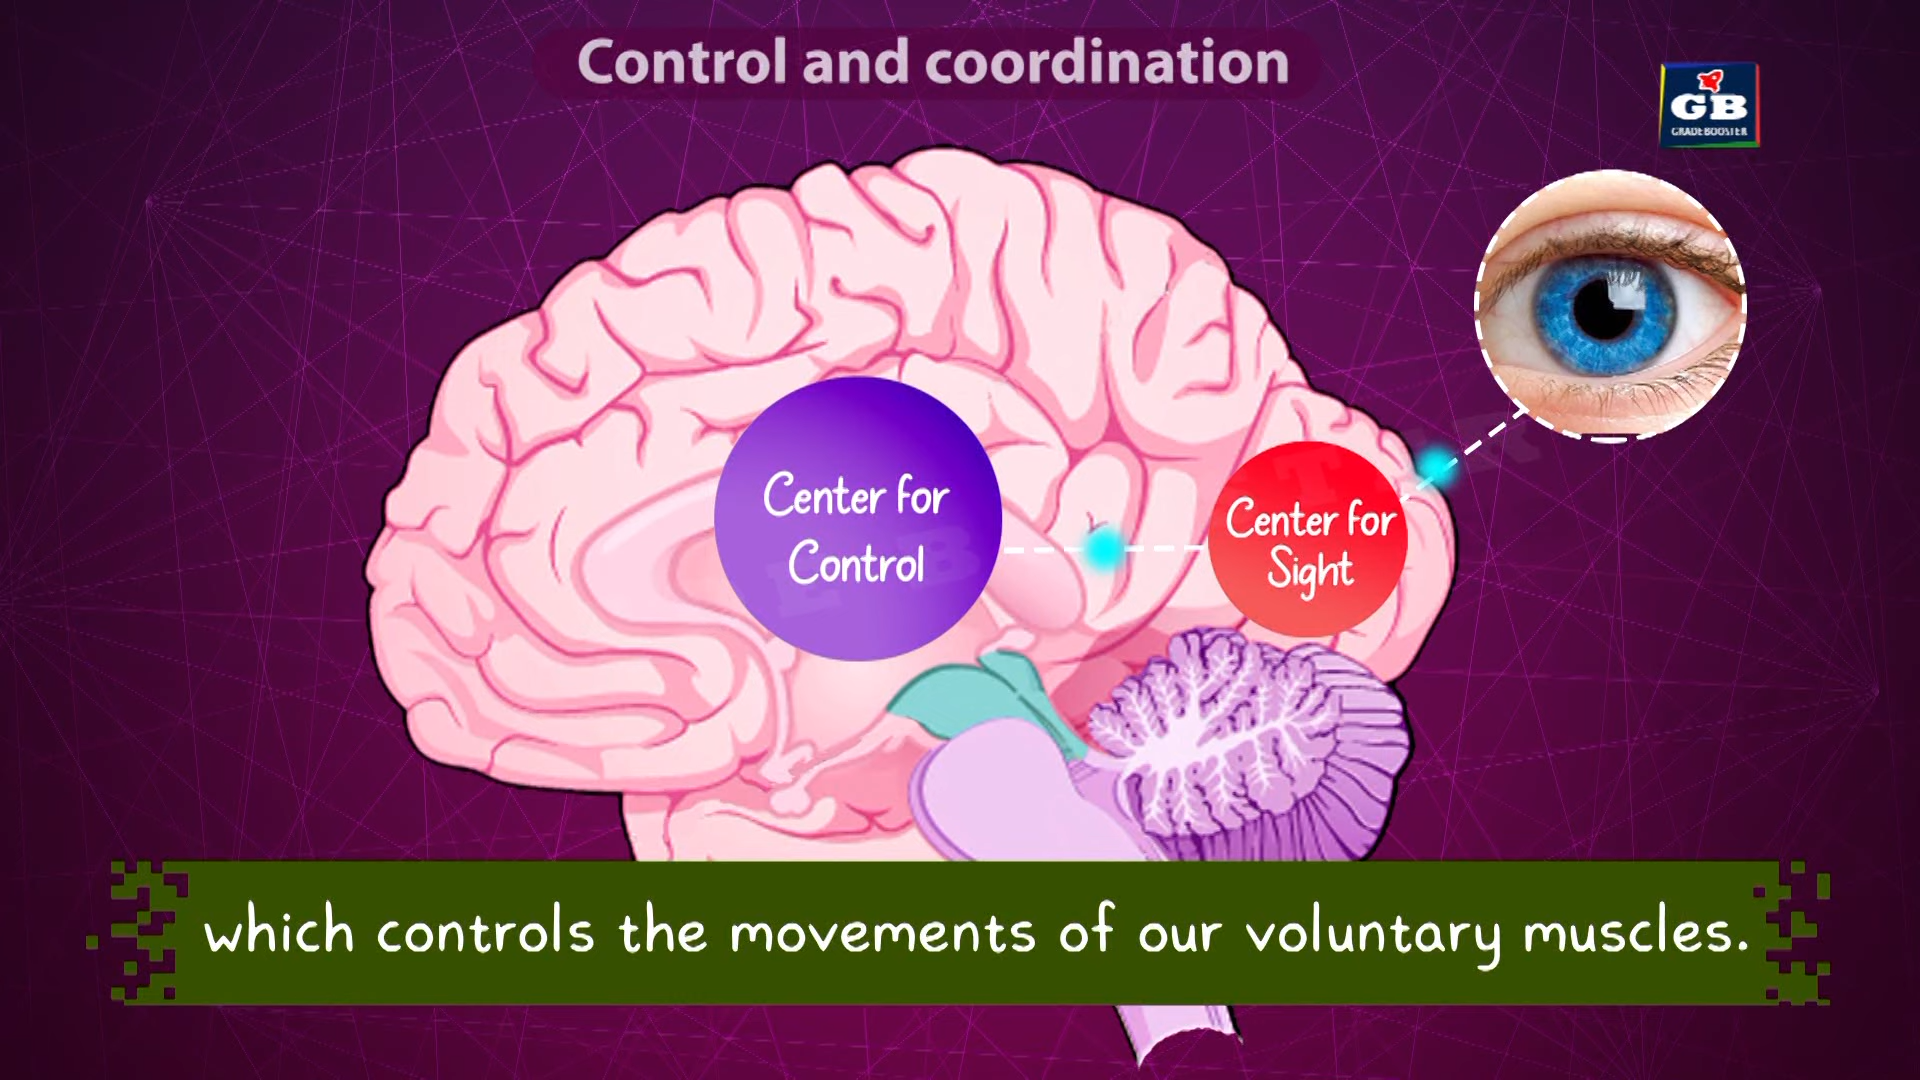 Control and coordination
GB
GRADE BOOSTER
Center for
Control
Center for
Sight
which controls the movements of our voluntary muscles.